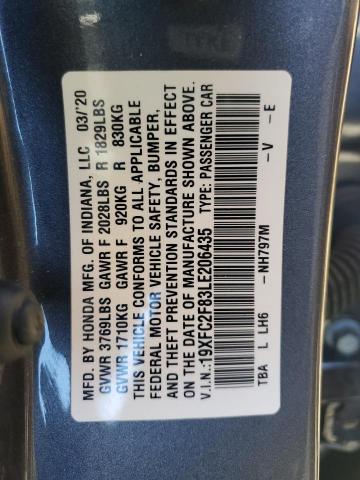 MFD. BY HONDA MFG. OF INDIANA, LLC 03/'20
GVWR 3769LBS GAWR F 2028LBS R 1829LBS
GVWR 1710KG GAWR F 920KG R 830KG
THIS VEHICLE CONFORMS TO ALL APPLICABLE
FEDERAL MOTOR VEHICLE SAFETY, BUMPER,
AND THEFT PREVENTION STANDARDS IN EFFECT
ON THE DATE OF MANUFACTURE SHOWN ABOVE.
V.I.N.:19XFC2F83LE206435 TYPE: PASSENGER CAR
TBA L LH6 -NH797M -V -E